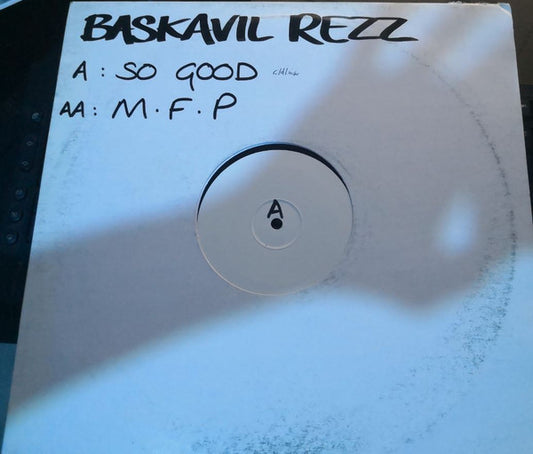 BASKAVIL REZZ
A : SO GOOD
AA : M.F.P
A